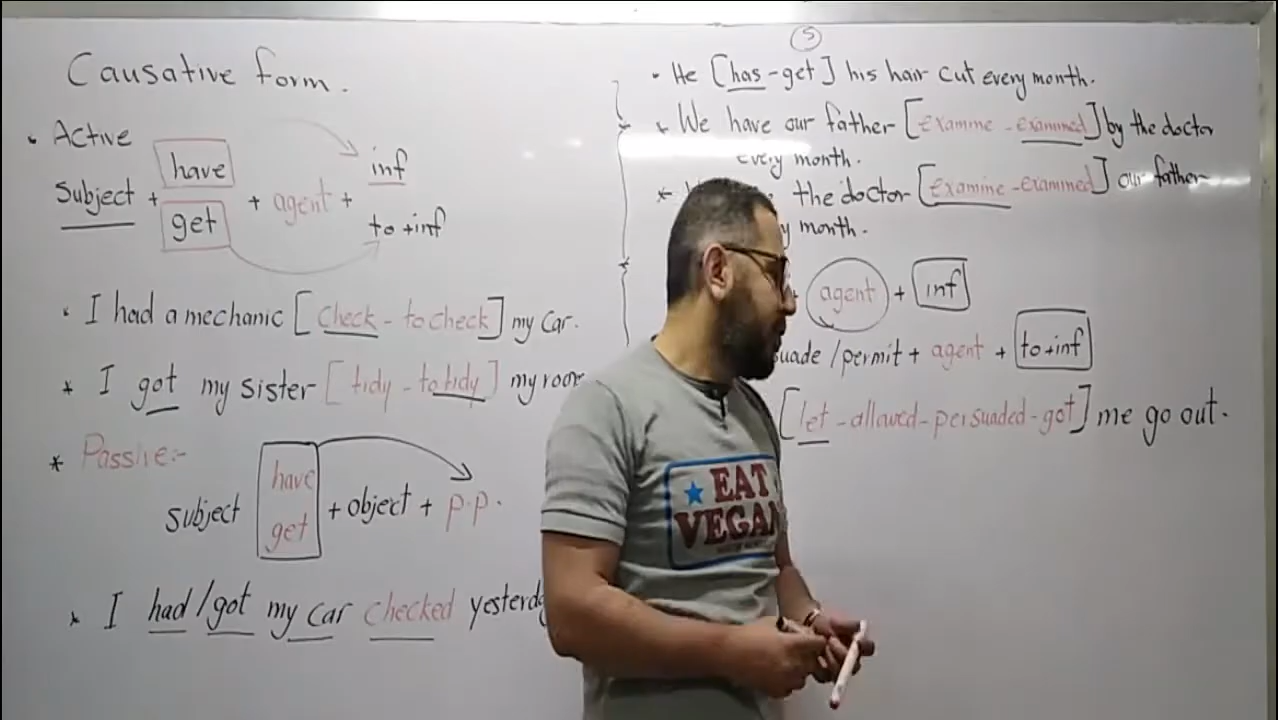 Causative form.
• Active
Subject + have + agent + inf
get to + inf
• I had a mechanic [check - to check] my car.
* I got my sister [tidy - to tidy] my room
* Passive:-
subject have + object + p.p.
get
* I had/got my car checked
5
• He [has - get] his hair cut every month.
* We have our father [examine - examined] by the doctor
every month.
* the doctor [examine - examined] our father
month.
+ agent + inf
/permit + agent + to + inf
[let - allowed - persuaded - got] me go out.
EAT
VEGAN